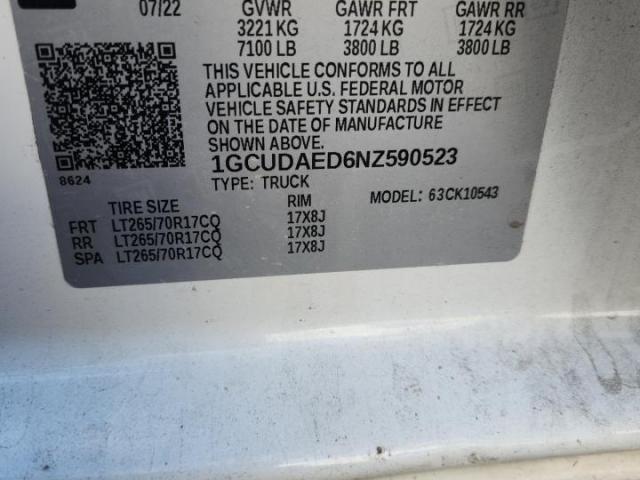 07/22 GVWR GAWR FRT GAWR RR
3221 KG 1724 KG 1724 KG
7100 LB 3800 LB 3800 LB
THIS VEHICLE CONFORMS TO ALL
APPLICABLE U.S. FEDERAL MOTOR
VEHICLE SAFETY STANDARDS IN EFFECT
ON THE DATE OF MANUFACTURE
SHOWN ABOVE.
1GCUDAED6NZ590523
8624
TYPE: TRUCK MODEL: 63CK10543
TIRE SIZE RIM
FRT LT265/70R17CQ 17X8J
RR LT265/70R17CQ 17X8J
SPA LT265/70R17CQ 17X8J